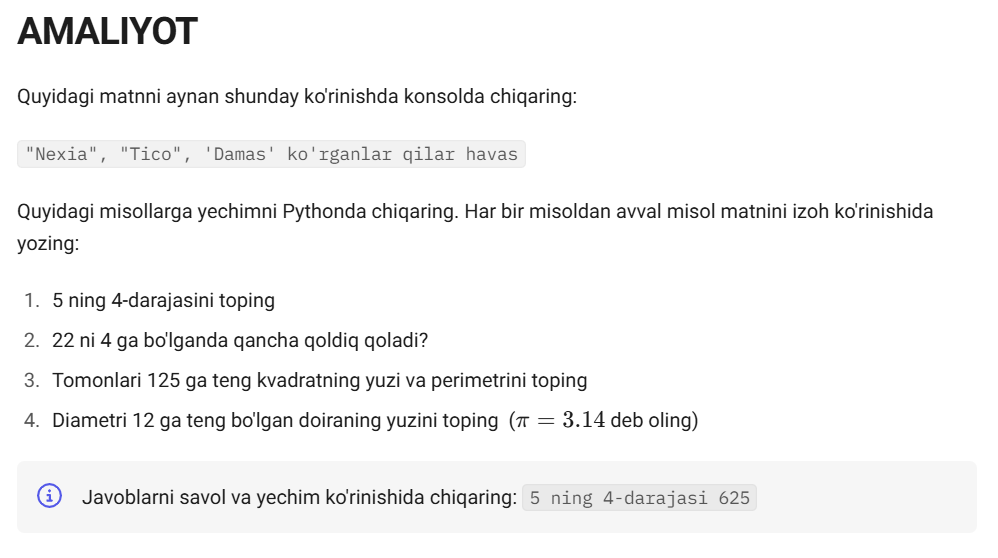 AMALIYOT
Quyidagi matnni aynan shunday ko'rinishda konsolda chiqaring:
"Nexia", "Tico", 'Damas' ko'rganlar qilar havas
Quyidagi misollarga yechimni Pythonda chiqaring. Har bir misoldan avval misol matnini izoh ko'rinishida
yozing:
1. 5 ning 4-darajasini toping
2. 22 ni 4 ga bo'lganda qancha qoldiq qoladi?
3. Tomonlari 125 ga teng kvadratning yuzi va perimetrini toping
4. Diametri 12 ga teng bo'lgan doiraning yuzini toping (π = 3.14 deb oling)
Javoblarni savol va yechim ko'rinishida chiqaring: 5 ning 4-darajasi 625